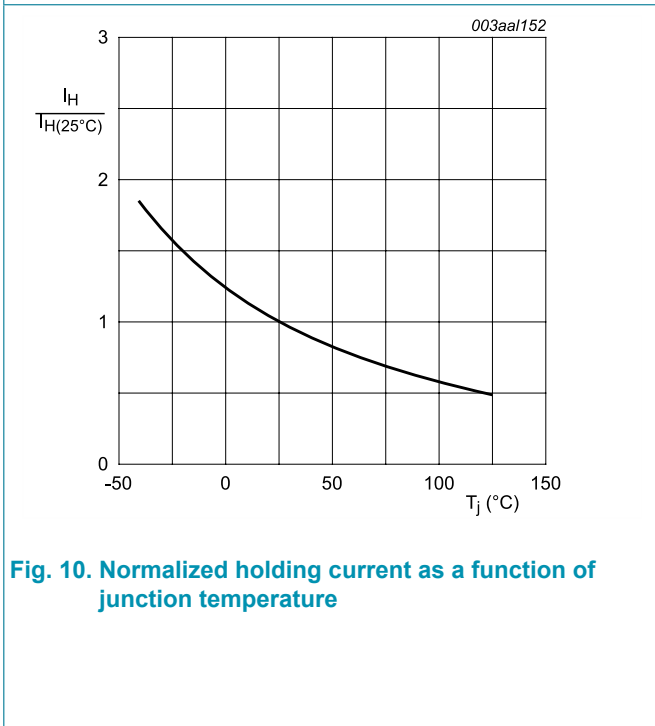 003aal152
3
I_H
I_H(25°C)
2
1
0
-50 0 50 100 150
T_j (°C)
Fig. 10. Normalized holding current as a function of
junction temperature